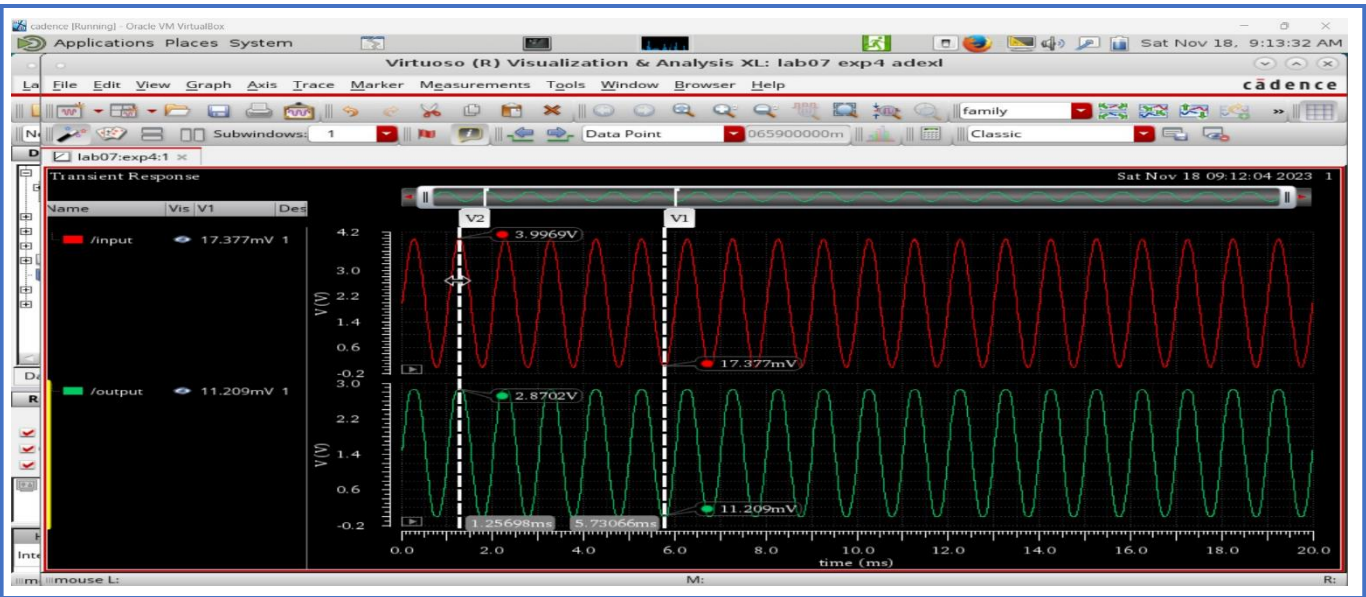 cadence [Running] - Oracle VM VirtualBox
Applications Places System Sat Nov 18, 9:13:32 AM
Virtuoso (R) Visualization & Analysis XL: lab07 exp4 adexl
La File Edit View Graph Axis Trace Marker Measurements Tools Window Browser Help cādence
family
Subwindows: 1 Data Point 065900000m Classic
lab07:exp4:1
Transient Response Sat Nov 18 09:12:04 2023 1
Name Vis V1 Des
V2 V1
/input 17.377mV 1
4.2
3.9969V
3.0
2.2
V(V)
1.4
0.6
17.377mV
-0.2
3.0
/output 11.209mV 1
2.8702V
2.2
V(V)
1.4
0.6
11.209mV
-0.2
1.25698ms 5.73066ms
0.0 2.0 4.0 6.0 8.0 10.0 12.0 14.0 16.0 18.0 20.0
time (ms)
Inte
mouse L: M: R: